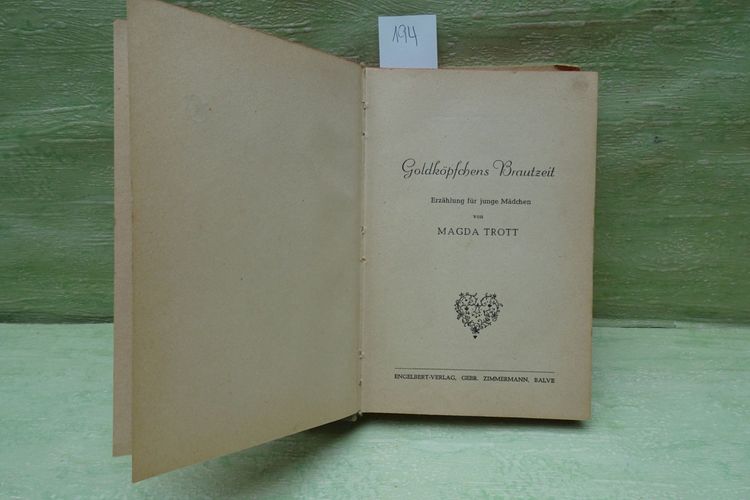 194
Goldköpfchens Brautzeit
Erzählung für junge Mädchen
von
MAGDA TROTT
ENGELBERT-VERLAG, GEBR. ZIMMERMANN, BALVE